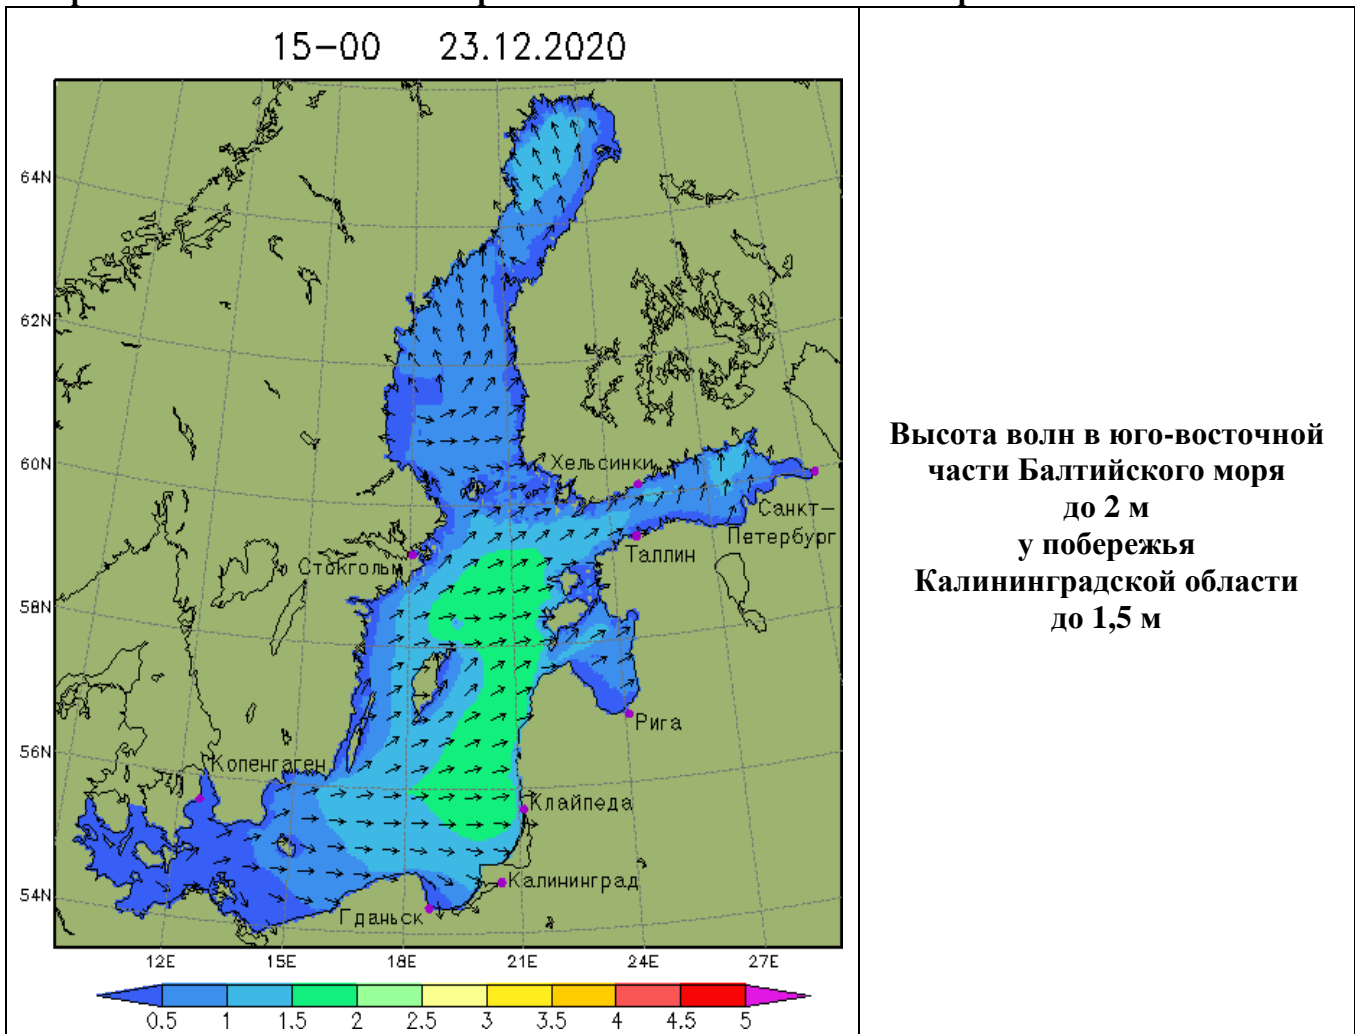 15-00 23.12.2020
64N
62N
60N
58N
56N
54N
Хельсинки
Санкт-
Петербург
Таллин
Стокгольм
Рига
Копенгаген
Клайпеда
Калининград
Гданьск
12E 15E 18E 21E 24E 27E
0.5 1 1.5 2 2.5 3 3.5 4 4.5 5
Высота волн в юго-восточной
части Балтийского моря
до 2 м
у побережья
Калининградской области
до 1,5 м